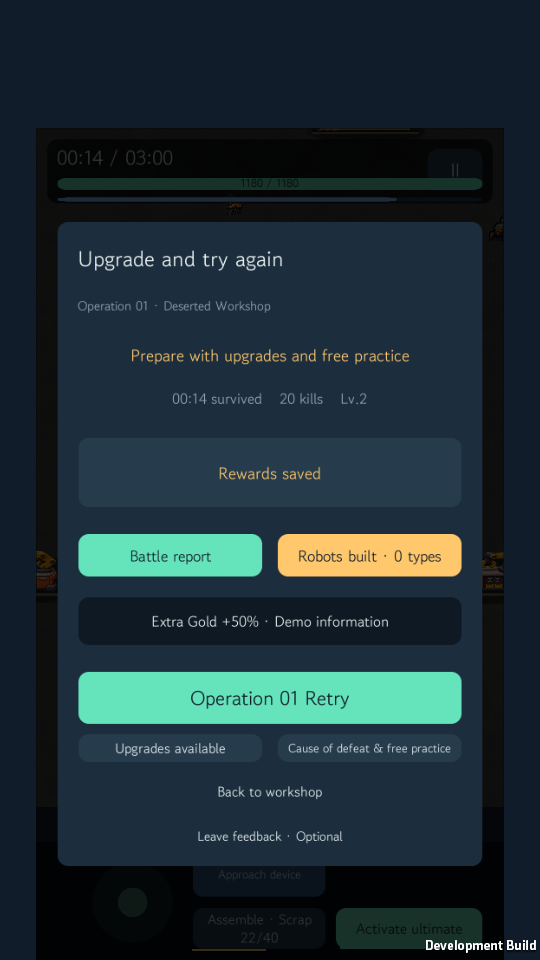 00:14 / 03:00
1180 / 1180
Upgrade and try again
Operation 01 · Deserted Workshop
Prepare with upgrades and free practice
00:14 survived 20 kills Lv.2
Rewards saved
Battle report
Robots built · 0 types
Extra Gold +50% · Demo information
Operation 01 Retry
Upgrades available
Cause of defeat & free practice
Back to workshop
Leave feedback · Optional
Approach device
Assemble · Scrap
22/40
Activate ultimate
Development Build